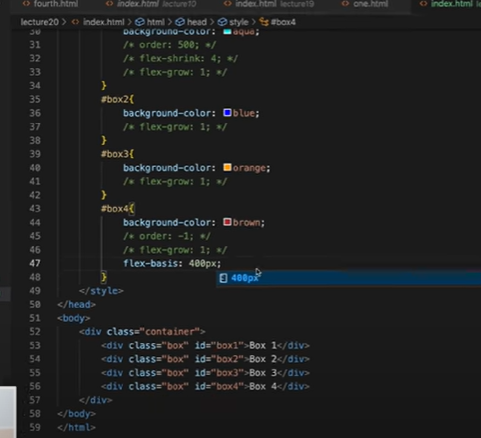 fourth.html index.html lecture10 index.html lecture19 one.html index.html
lecture20 > index.html > html > head > style > #box4
30 background-color: aqua;
31 /* order: 500; */
32 /* flex-shrink: 4; */
33 /* flex-grow: 1; */
34 }
35 #box2{
36 background-color: blue;
37 /* flex-grow: 1; */
38 }
39 #box3{
40 background-color: orange;
41 /* flex-grow: 1; */
42 }
43 #box4{
44 background-color: brown;
45 /* order: -1; */
46 /* flex-grow: 1; */
47 flex-basis: 400px;
400px
48 }
49 </style>
50 </head>
51 <body>
52 <div class="container">
53 <div class="box" id="box1">Box 1</div>
54 <div class="box" id="box2">Box 2</div>
55 <div class="box" id="box3">Box 3</div>
56 <div class="box" id="box4">Box 4</div>
57 </div>
58 </body>
59 </html>